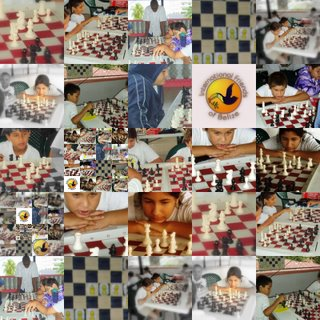 International Friends
of Belize